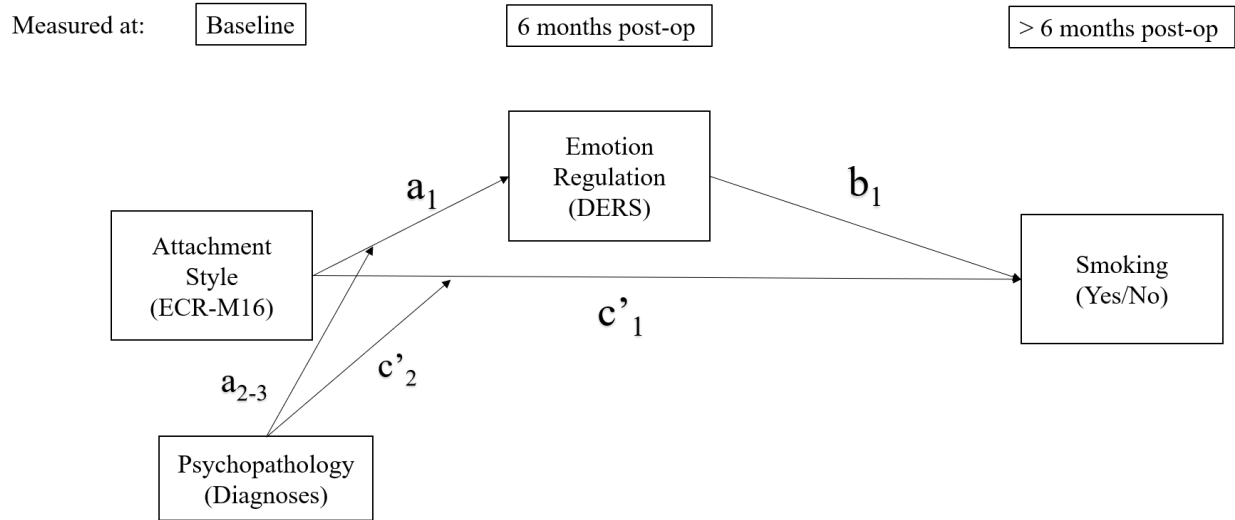 Measured at:
Baseline
6 months post-op
> 6 months post-op
Emotion
Regulation
(DERS)
a1
b1
Attachment
Style
(ECR-M16)
Smoking
(Yes/No)
c’1
c’2
a2-3
Psychopathology
(Diagnoses)